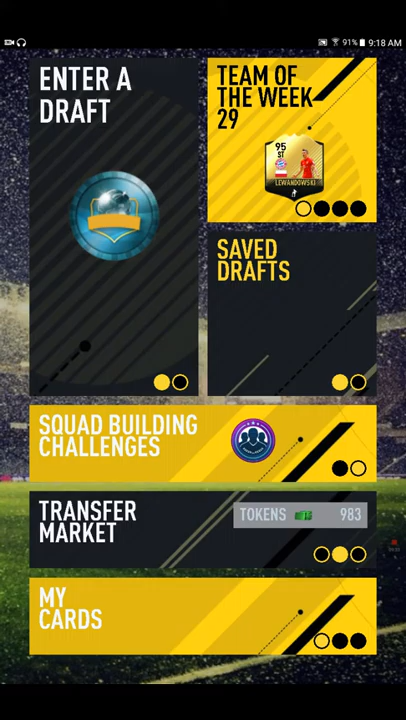 91% 9:18 AM
ENTER A
DRAFT
TEAM OF
THE WEEK
29
95
ST
LEWANDOWSKI
SAVED
DRAFTS
SQUAD BUILDING
CHALLENGES
TRANSFER
MARKET
TOKENS 983
MY
CARDS